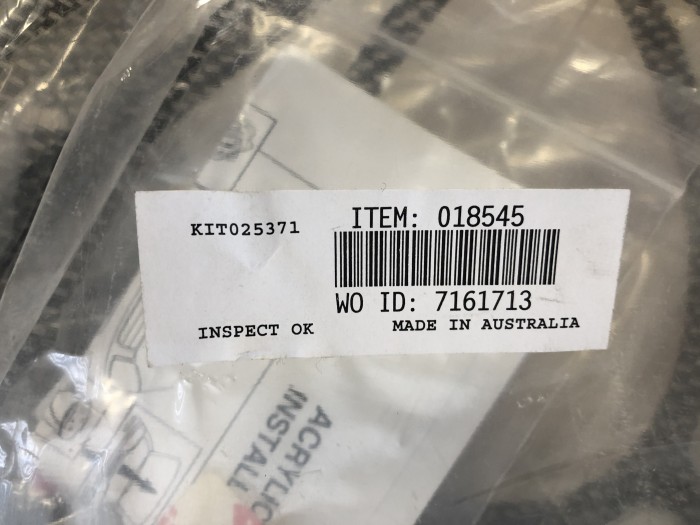 KIT025371
ITEM: 018545
WO ID: 7161713
INSPECT OK
MADE IN AUSTRALIA
ACRYLIC
INSTALL